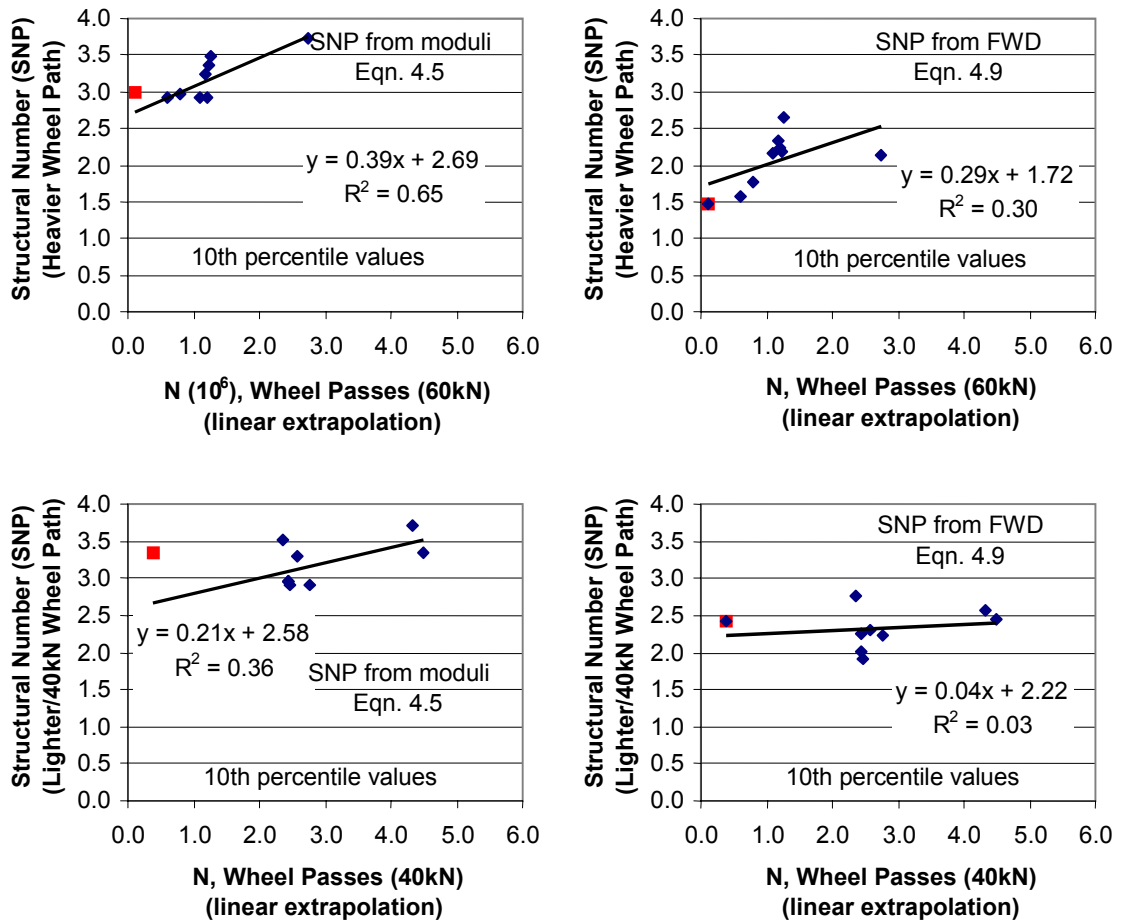 Structural Number (SNP)
(Heavier Wheel Path)
4.0
3.5
3.0
2.5
2.0
1.5
1.0
0.5
0.0
SNP from moduli
Eqn. 4.5
y = 0.39x + 2.69
R² = 0.65
10th percentile values
0.0 1.0 2.0 3.0 4.0 5.0 6.0
N (10⁶), Wheel Passes (60kN)
(linear extrapolation)
Structural Number (SNP)
(Heavier Wheel Path)
4.0
3.5
3.0
2.5
2.0
1.5
1.0
0.5
0.0
SNP from FWD
Eqn. 4.9
y = 0.29x + 1.72
R² = 0.30
10th percentile values
0.0 1.0 2.0 3.0 4.0 5.0 6.0
N, Wheel Passes (60kN)
(linear extrapolation)
Structural Number (SNP)
(Lighter/40kN Wheel Path)
4.0
3.5
3.0
2.5
2.0
1.5
1.0
0.5
0.0
y = 0.21x + 2.58
R² = 0.36
SNP from moduli
Eqn. 4.5
10th percentile values
0.0 1.0 2.0 3.0 4.0 5.0 6.0
N, Wheel Passes (40kN)
(linear extrapolation)
Structural Number (SNP)
(Lighter/40kN Wheel Path)
4.0
3.5
3.0
2.5
2.0
1.5
1.0
0.5
0.0
SNP from FWD
Eqn. 4.9
y = 0.04x + 2.22
R² = 0.03
10th percentile values
0.0 1.0 2.0 3.0 4.0 5.0 6.0
N, Wheel Passes (40kN)
(linear extrapolation)